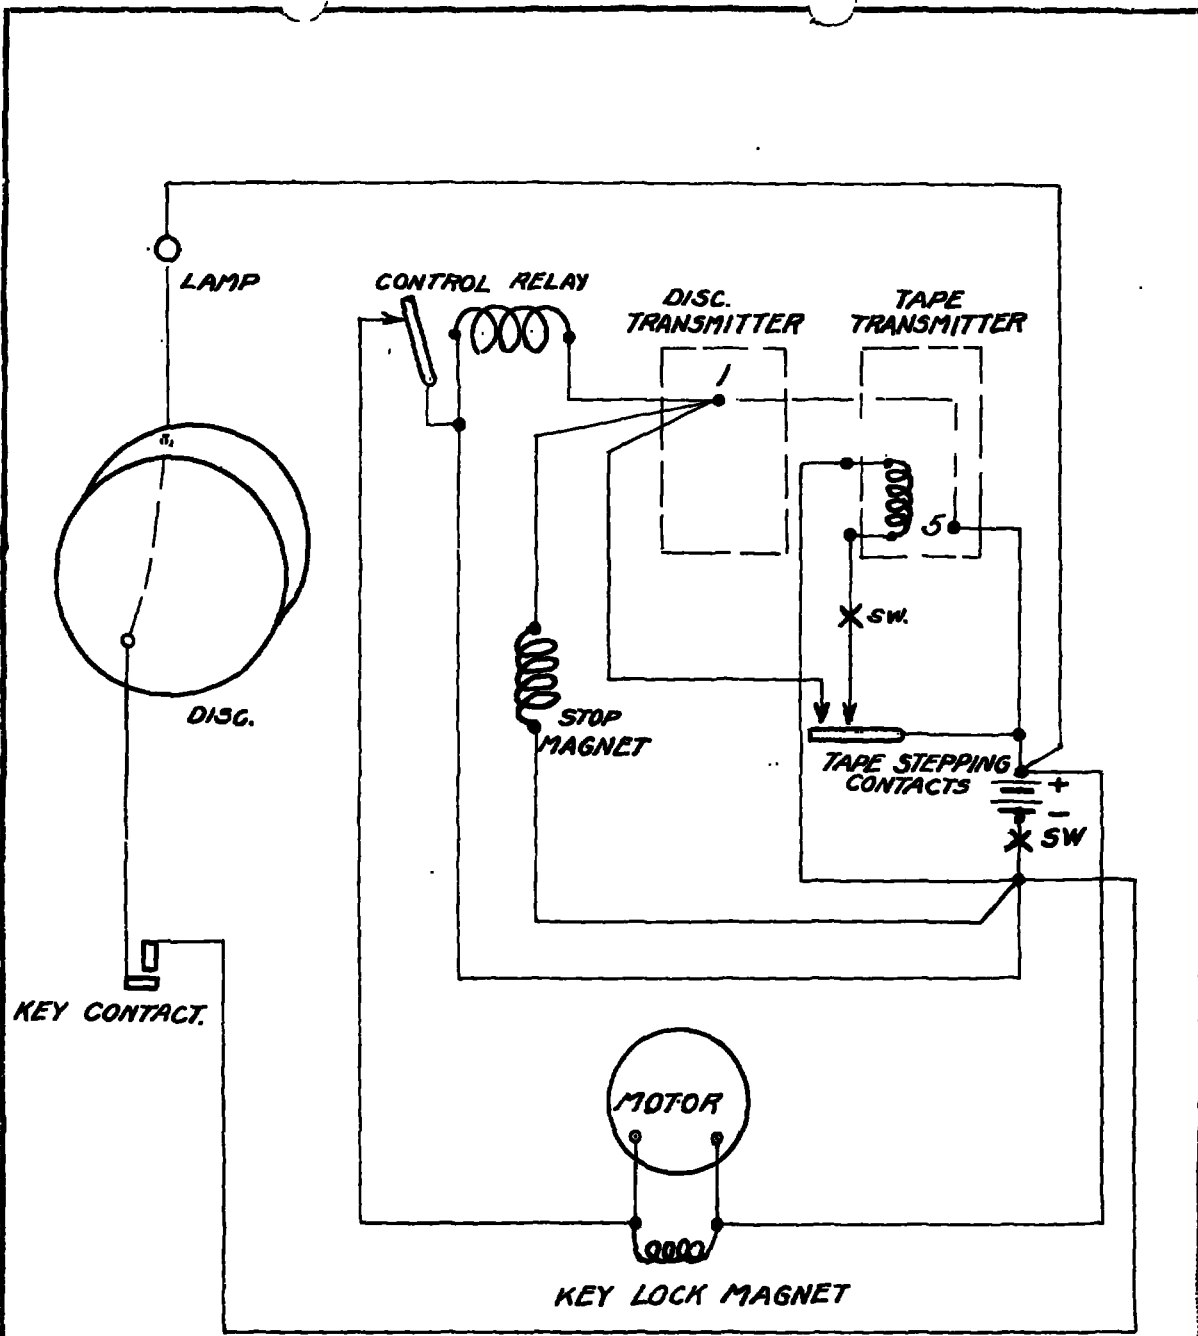 LAMP
CONTROL RELAY
DISC.
TRANSMITTER
TAPE
TRANSMITTER
1
5
SW.
DISC.
STOP
MAGNET
TAPE STEPPING
CONTACTS
+
−
SW
KEY CONTACT.
MOTOR
KEY LOCK MAGNET